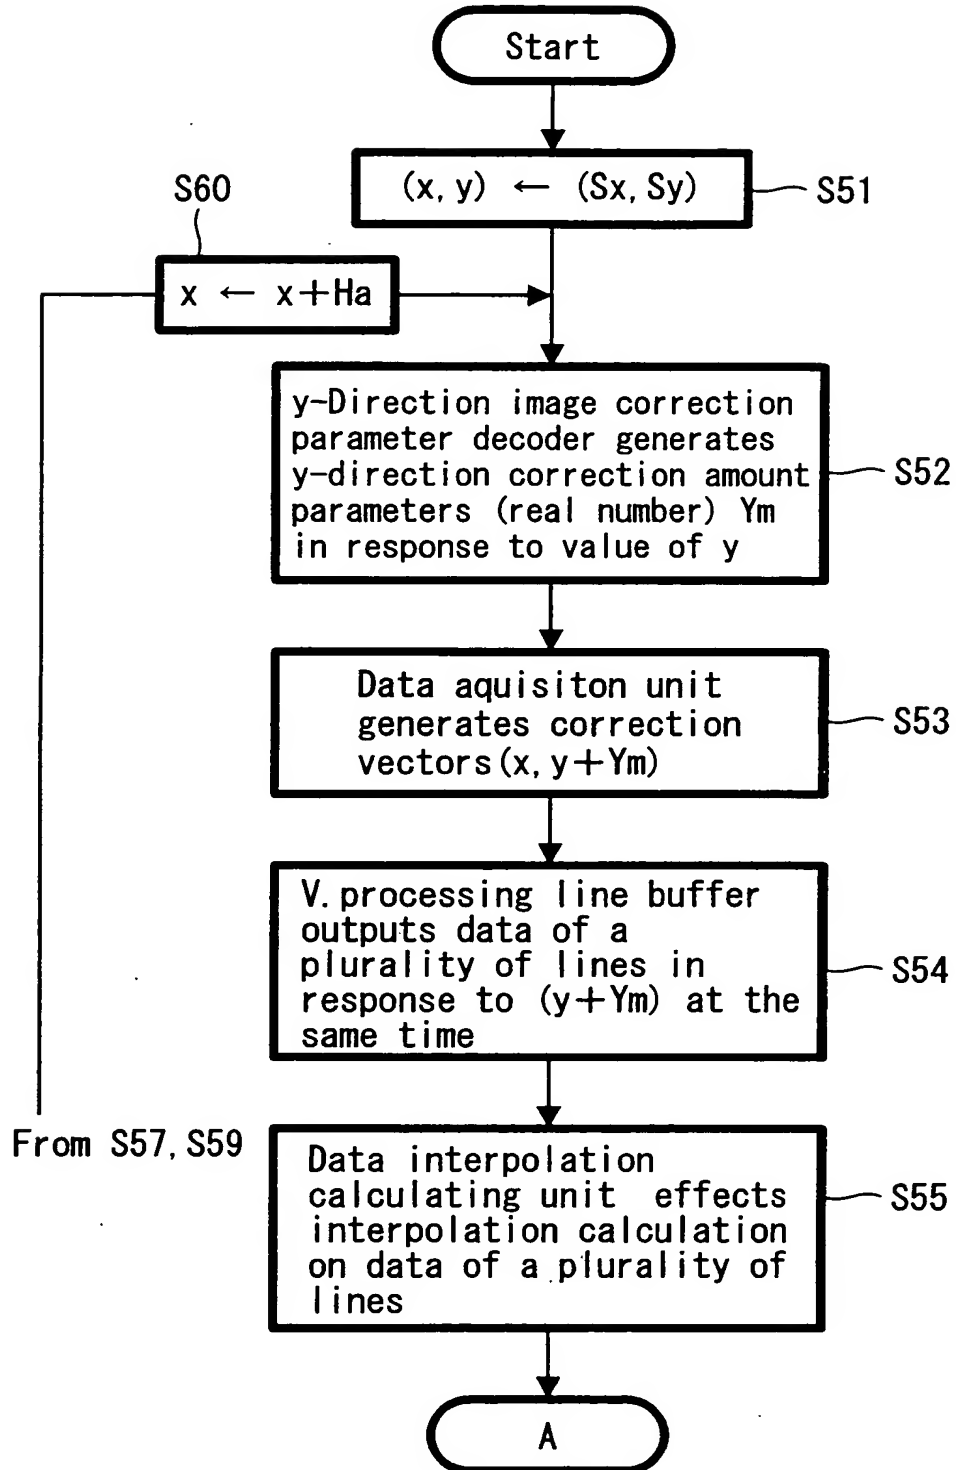 Start
(x,y) ← (Sx,Sy)
S51
S60
x ← x+Ha
y-Direction image correction
parameter decoder generates
y-direction correction amount
parameters (real number) Ym
in response to value of y
S52
Data aquisiton unit
generates correction
vectors(x,y+Ym)
S53
V.processing line buffer
outputs data of a
plurality of lines in
response to (y+Ym) at the
same time
S54
From S57,S59
Data interpolation
calculating unit effects
interpolation calculation
on data of a plurality of
lines
S55
A